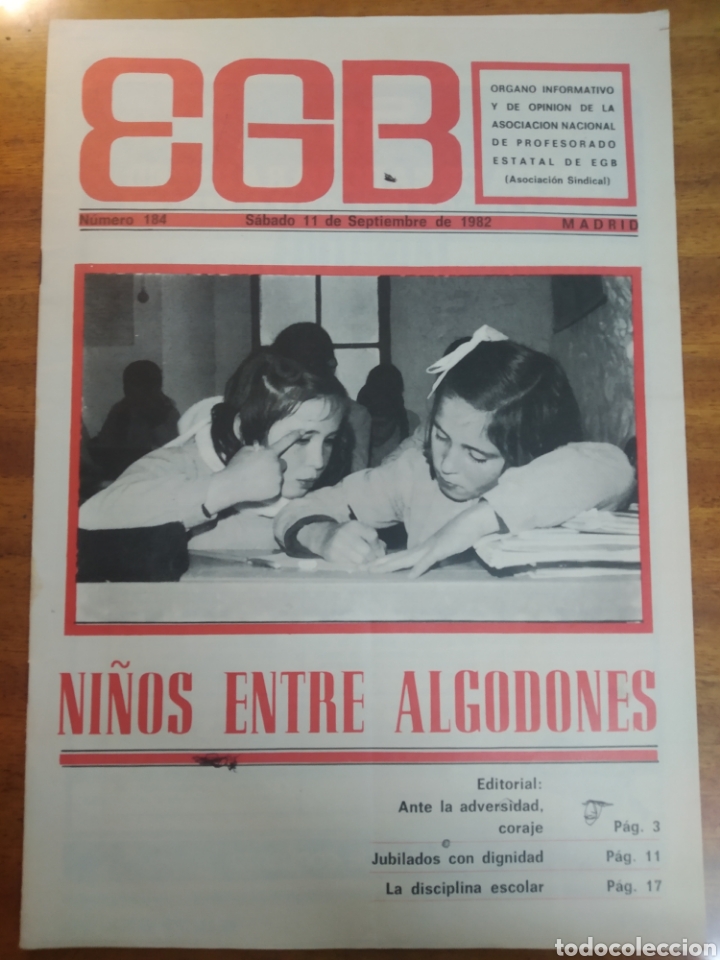 EGB
ORGANO INFORMATIVO
Y DE OPINION DE LA
ASOCIACION NACIONAL
DE PROFESORADO
ESTATAL DE EGB
(Asociación Sindical)
Número 184 Sábado 11 de Septiembre de 1982 MADRID
NIÑOS ENTRE ALGODONES
Editorial:
Ante la adversidad,
coraje Pág. 3
Jubilados con dignidad Pág. 11
La disciplina escolar Pág. 17
todocoleccion